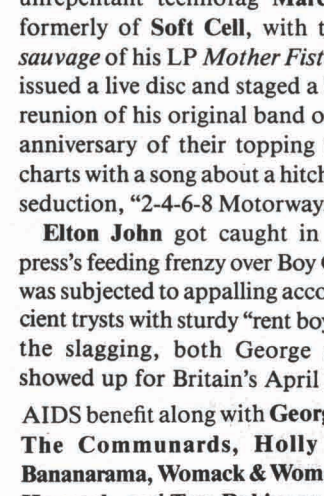 formerly of Soft Cell, with
sauvage of his LP Mother Fist
issued a live disc and staged a
reunion of his original band
anniversary of their topping
charts with a song about a hitch
seduction, “2-4-6-8 Motorway
Elton John got caught in
press's feeding frenzy over Boy
was subjected to appalling acco
cient trysts with sturdy “rent boy
the slagging, both George
showed up for Britain's April
AIDS benefit along with Georg
The Communards, Holly
Bananarama, Womack & Wom